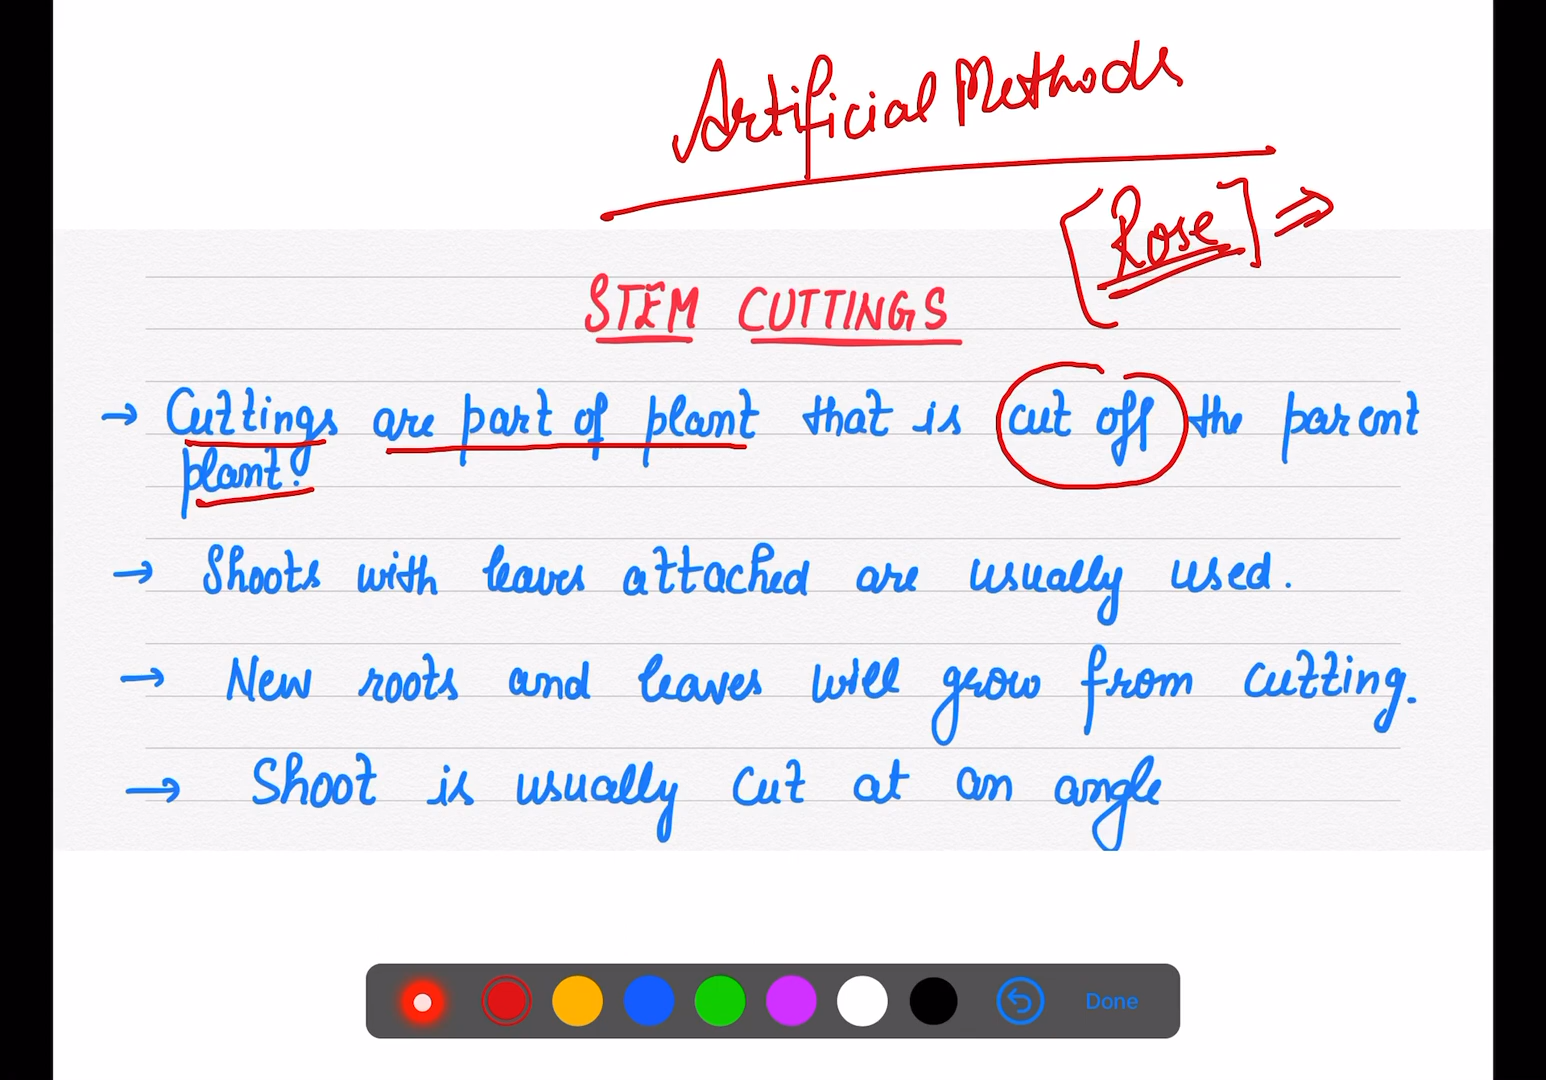 Artificial Methods
[Rose] ⇒
STEM CUTTINGS
→ Cuttings are part of plant that is cut off the parent
plant.
→ Shoots with leaves attached are usually used.
→ New roots and leaves will grow from cutting.
→ Shoot is usually cut at an angle
Done